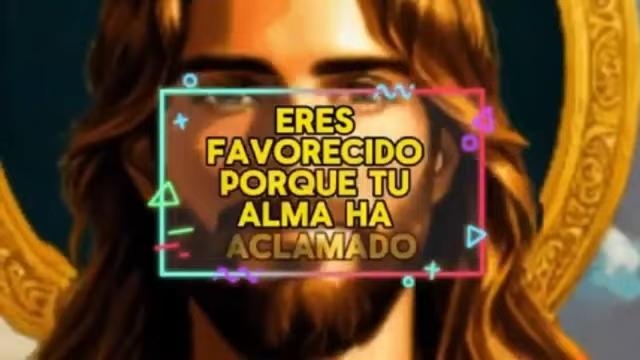 ERES
FAVORECIDO
PORQUE TU
ALMA HA
ACLAMADO